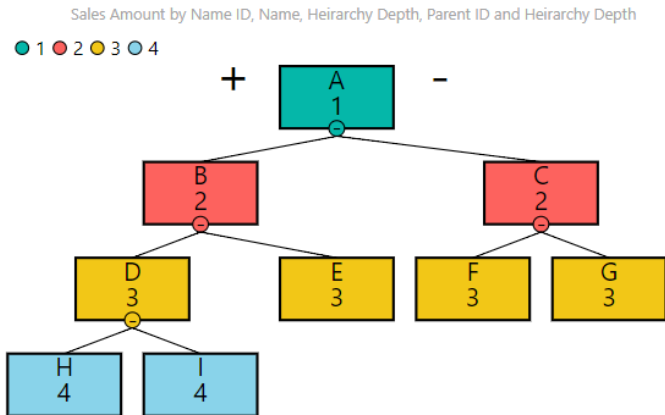 Sales Amount by Name ID, Name, Heirarchy Depth, Parent ID and Heirarchy Depth
1 2 3 4
+ A -
1
-
B C
2 2
- -
D E F G
3 3 3 3
-
H I
4 4